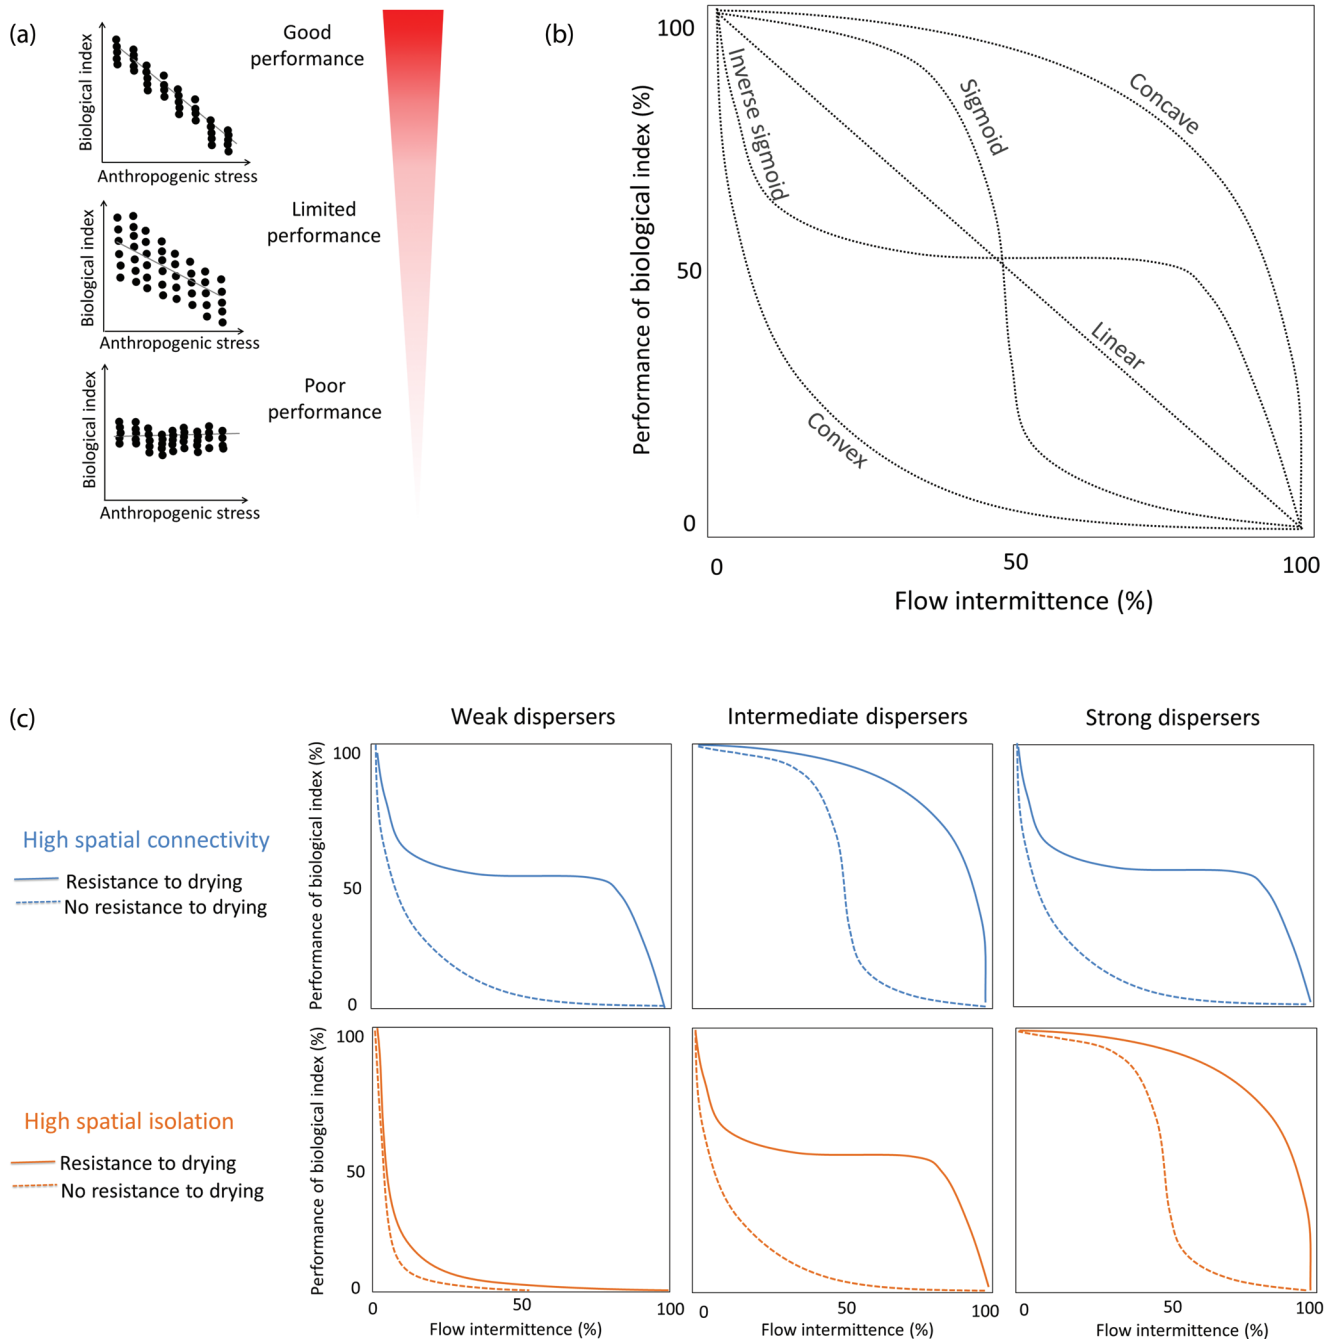 (a)
Good
performance
Biological index
Anthropogenic stress
Limited
performance
Biological index
Anthropogenic stress
Poor
performance
Biological index
Anthropogenic stress
(b)
100
50
0
Performance of biological index (%)
Inverse sigmoid
Sigmoid
Concave
Linear
Convex
0
50
100
Flow intermittence (%)
(c)
Weak dispersers
Intermediate dispersers
Strong dispersers
High spatial connectivity
Resistance to drying
No resistance to drying
Performance of biological index (%)
100
50
0
High spatial isolation
Resistance to drying
No resistance to drying
Performance of biological index (%)
100
50
0
0
50
100
Flow intermittence (%)
0
50
100
Flow intermittence (%)
0
50
100
Flow intermittence (%)